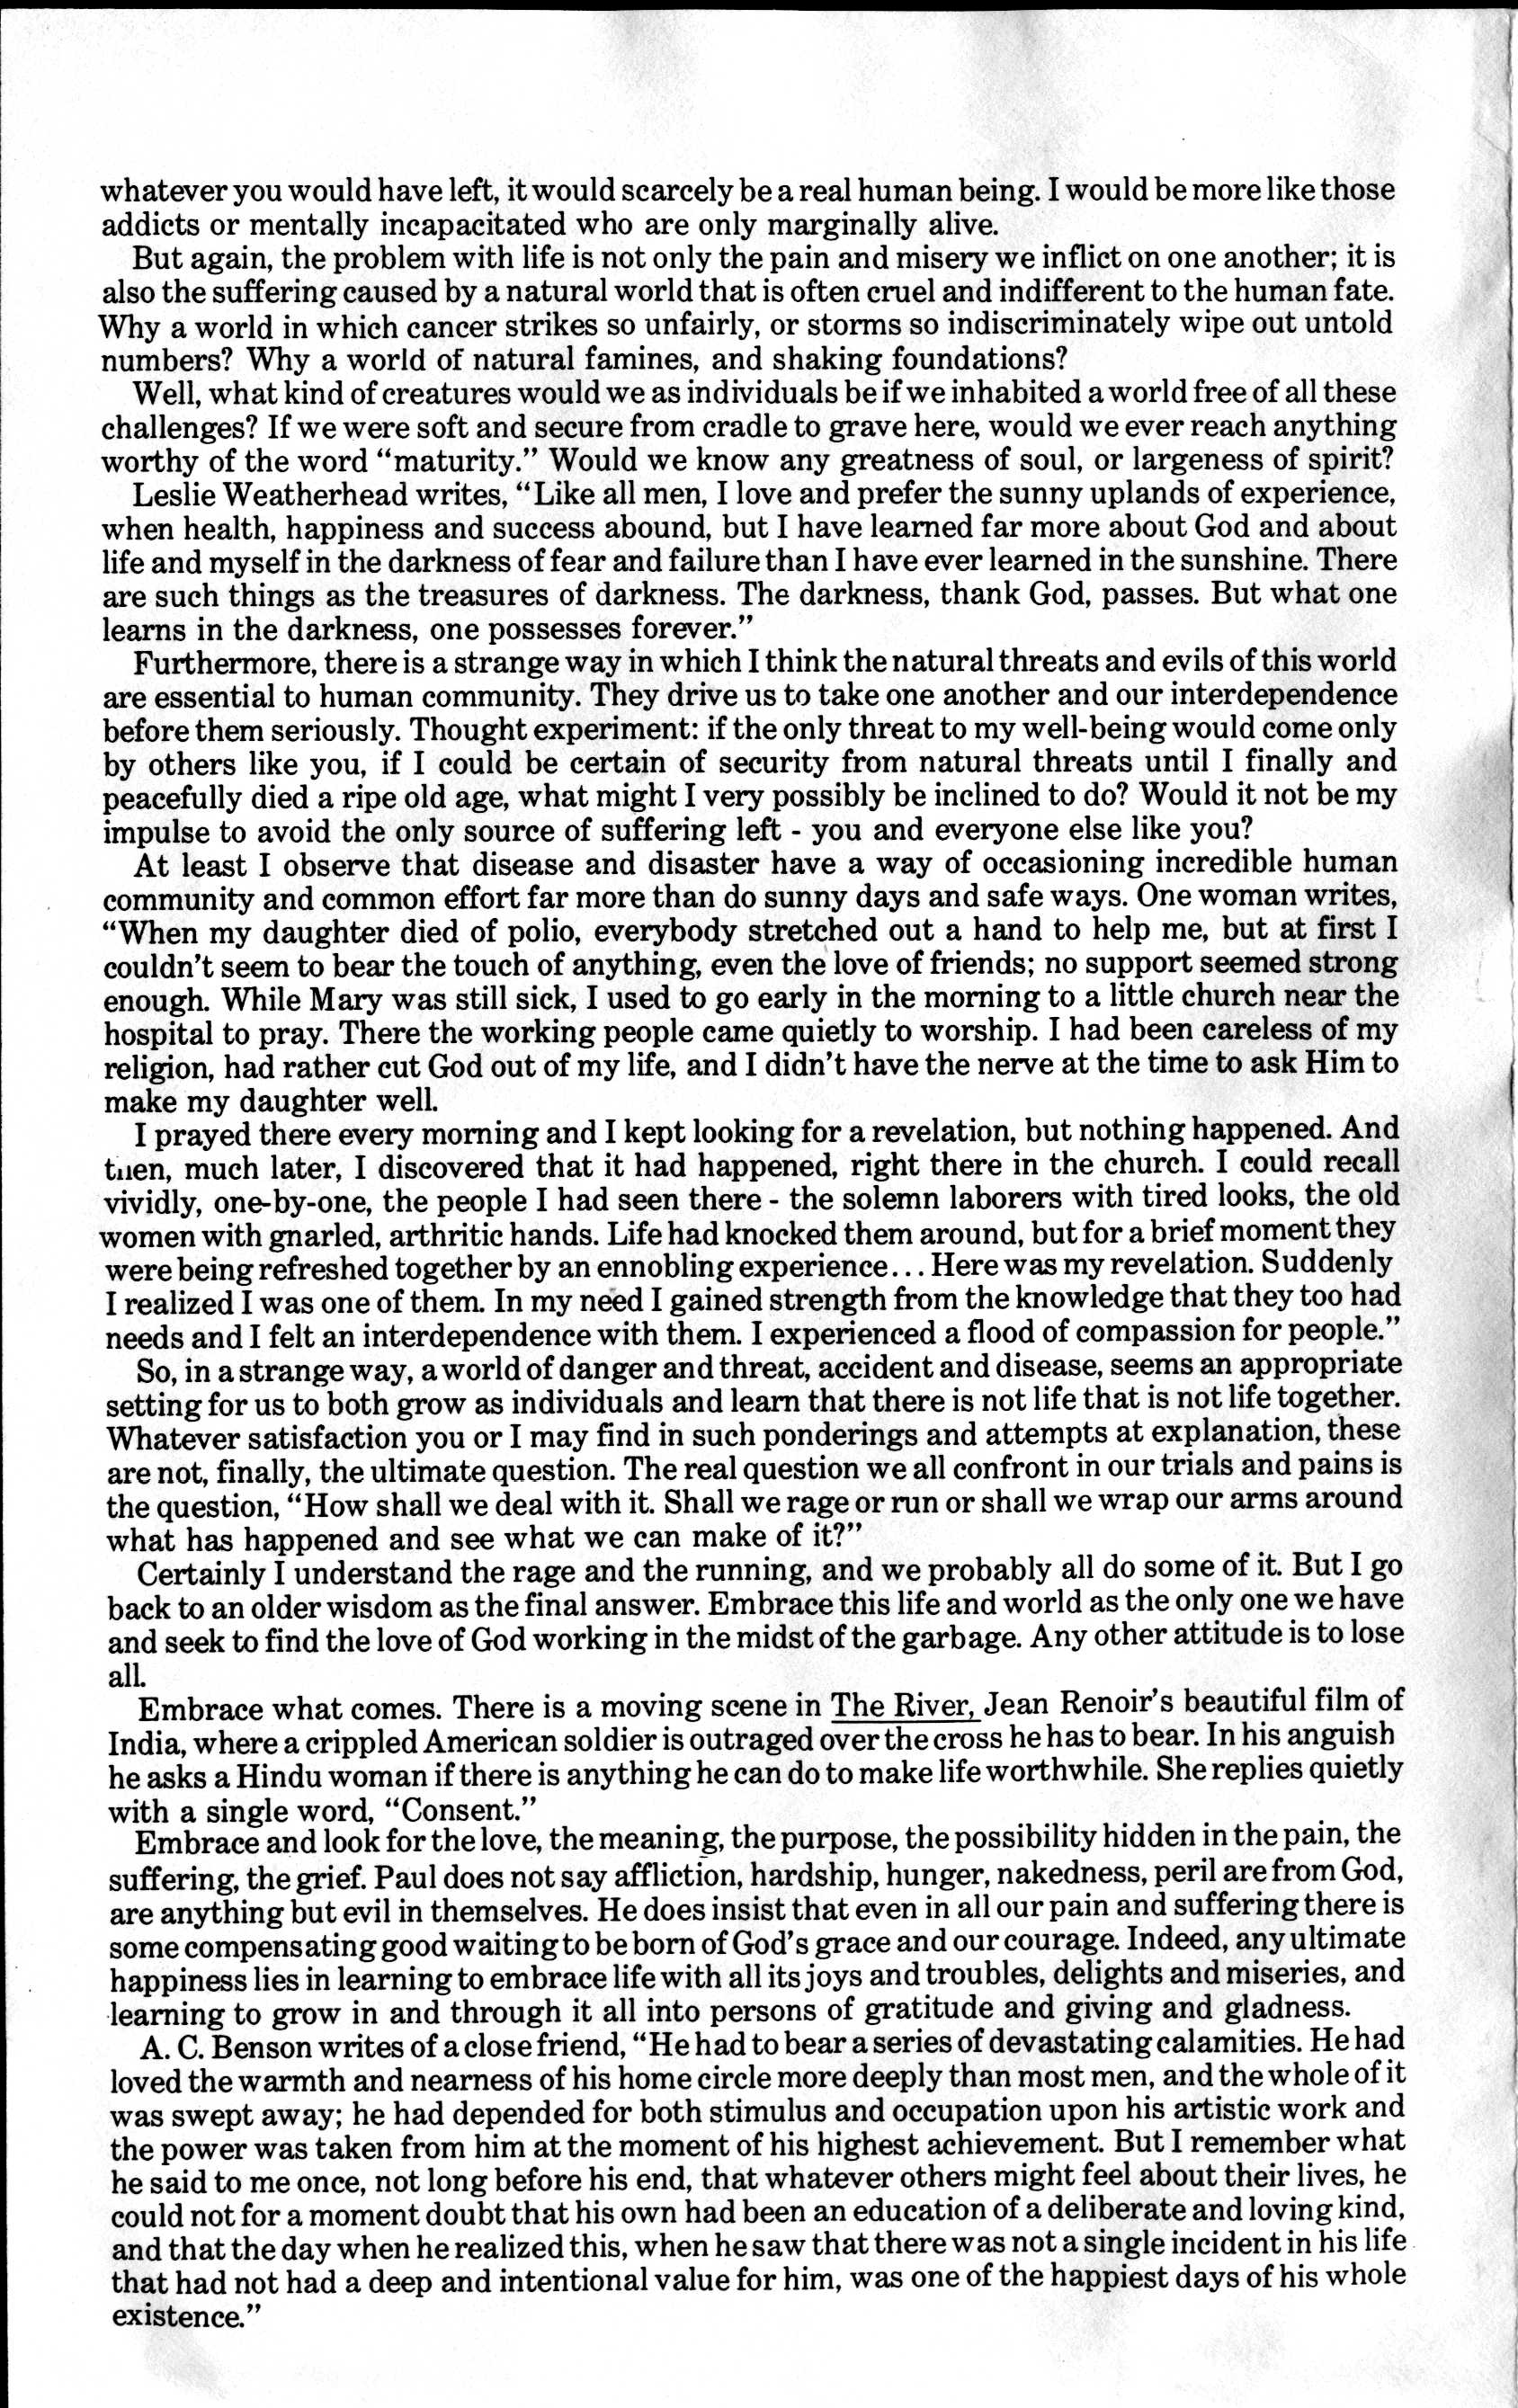 whatever you would have left, it would scarcely be a real human being. I would be more like those
addicts or mentally incapacitated who are only marginally alive.
But again, the problem with life is not only the pain and misery we inflict on one another; it is
also the suffering caused by a natural world that is often cruel and indifferent to the human fate.
Why a world in which cancer strikes so unfairly, or storms so indiscriminately wipe out untold
numbers? Why a world of natural famines, and shaking foundations?
Well, what kind of creatures would we as individuals be if we inhabited a world free of all these
challenges? If we were soft and secure from cradle to grave here, would we ever reach anything
worthy of the word “maturity.” Would we know any greatness of soul, or largeness of spirit?
Leslie Weatherhead writes, “Like all men, I love and prefer the sunny uplands of experience,
when health, happiness and success abound, but I have learned far more about God and about
life and myself in the darkness of fear and failure than I have ever learned in the sunshine. There
are such things as the treasures of darkness. The darkness, thank God, passes. But what one
learns in the darkness, one possesses forever.”
Furthermore, there is a strange way in which I think the natural threats and evils of this world
are essential to human community. They drive us to take one another and our interdependence
before them seriously. Thought experiment: if the only threat to my well-being would come only
by others like you, if I could be certain of security from natural threats until I finally and
peacefully died a ripe old age, what might I very possibly be inclined to do? Would it not be my
impulse to avoid the only source of suffering left - you and everyone else like you?
At least I observe that disease and disaster have a way of occasioning incredible human
community and common effort far more than do sunny days and safe ways. One woman writes,
“When my daughter died of polio, everybody stretched out a hand to help me, but at first I
couldn’t seem to bear the touch of anything, even the love of friends; no support seemed strong
enough. While Mary was still sick, I used to go early in the morning to a little church near the
hospital to pray. There the working people came quietly to worship. I had been careless of my
religion, had rather cut God out of my life, and I didn’t have the nerve at the time to ask Him to
make my daughter well.
I prayed there every morning and I kept looking for a revelation, but nothing happened. And
then, much later, I discovered that it had happened, right there in the church. I could recall
vividly, one-by-one, the people I had seen there - the solemn laborers with tired looks, the old
women with gnarled, arthritic hands. Life had knocked them around, but for a brief moment they
were being refreshed together by an ennobling experience... Here was my revelation. Suddenly
I realized I was one of them. In my need I gained strength from the knowledge that they too had
needs and I felt an interdependence with them. I experienced a flood of compassion for people.”
So, in a strange way, a world of danger and threat, accident and disease, seems an appropriate
setting for us to both grow as individuals and learn that there is not life that is not life together.
Whatever satisfaction you or I may find in such ponderings and attempts at explanation, these
are not, finally, the ultimate question. The real question we all confront in our trials and pains is
the question, “How shall we deal with it. Shall we rage or run or shall we wrap our arms around
what has happened and see what we can make of it?”
Certainly I understand the rage and the running, and we probably all do some of it. But I go
back to an older wisdom as the final answer. Embrace this life and world as the only one we have
and seek to find the love of God working in the midst of the garbage. Any other attitude is to lose
all.
Embrace what comes. There is a moving scene in The River, Jean Renoir’s beautiful film of
India, where a crippled American soldier is outraged over the cross he has to bear. In his anguish
he asks a Hindu woman if there is anything he can do to make life worthwhile. She replies quietly
with a single word, “Consent.”
Embrace and look for the love, the meaning, the purpose, the possibility hidden in the pain, the
suffering, the grief. Paul does not say affliction, hardship, hunger, nakedness, peril are from God,
are anything but evil in themselves. He does insist that even in all our pain and suffering there is
some compensating good waiting to be born of God’s grace and our courage. Indeed, any ultimate
happiness lies in learning to embrace life with all its joys and troubles, delights and miseries, and
learning to grow in and through it all into persons of gratitude and giving and gladness.
A. C. Benson writes of a close friend, “He had to bear a series of devastating calamities. He had
loved the warmth and nearness of his home circle more deeply than most men, and the whole of it
was swept away; he had depended for both stimulus and occupation upon his artistic work and
the power was taken from him at the moment of his highest achievement. But I remember what
he said to me once, not long before his end, that whatever others might feel about their lives, he
could not for a moment doubt that his own had been an education of a deliberate and loving kind,
and that the day when he realized this, when he saw that there was not a single incident in his life
that had not had a deep and intentional value for him, was one of the happiest days of his whole
existence.”